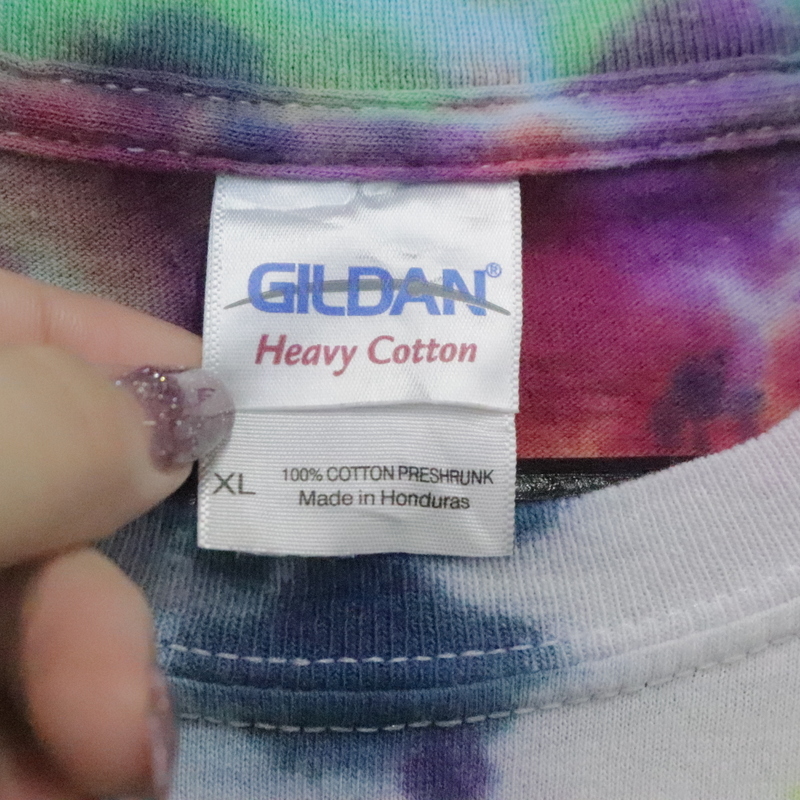 GILDAN®
Heavy Cotton
XL
100% COTTON PRESHRUNK
Made in Honduras